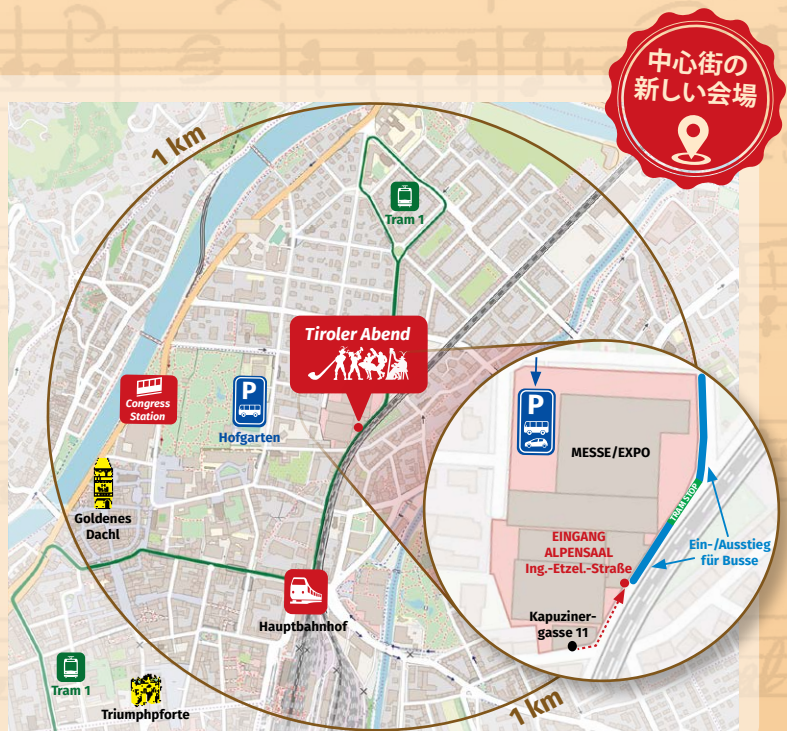 中心街の
新しい会場
1 km
Tram 1
Tiroler Abend
Congress
Station
P
Hofgarten
P
MESSE/EXPO
TRAM STOP
Goldenes
Dachl
EINGANG
ALPENSAAL
Ing.-Etzel.-Straße
Ein-/Ausstieg
für Busse
Kapuziner-
gasse 11
Hauptbahnhof
Tram 1
Triumphpforte
1 km